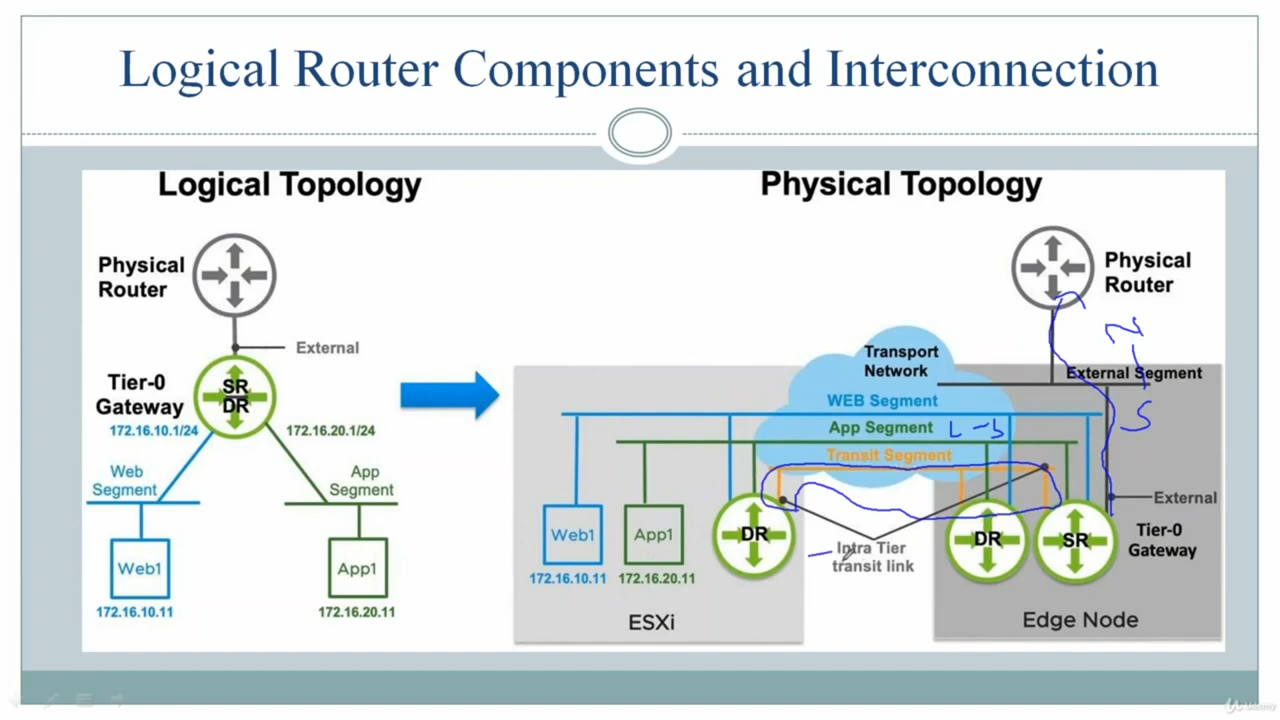 Logical Router Components and Interconnection
Logical Topology
Physical
Router
External
Tier-0
Gateway
SR
DR
172.16.10.1/24
172.16.20.1/24
Web
Segment
App
Segment
Web1
App1
172.16.10.11
172.16.20.11
Physical Topology
Physical
Router
N-S
Transport
Network
External Segment
WEB Segment
App Segment
Transit Segment
External
Web1
App1
DR
DR
SR
Tier-0
Gateway
Intra Tier
transit link
172.16.10.11
172.16.20.11
ESXi
Edge Node
Udemy